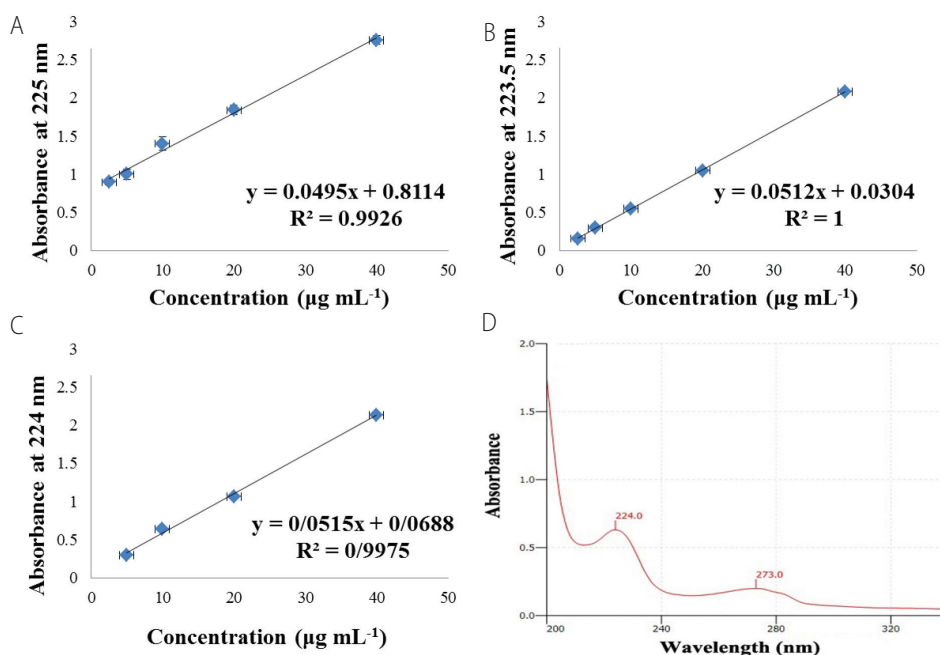 A
Absorbance at 225 nm
3
2.5
2
1.5
1
0.5
0
y = 0.0495x + 0.8114
R² = 0.9926
0 10 20 30 40 50
Concentration (µg mL⁻¹)
B
Absorbance at 223.5 nm
3
2.5
2
1.5
1
0.5
0
y = 0.0512x + 0.0304
R² = 1
0 10 20 30 40 50
Concentration (µg mL⁻¹)
C
Absorbance at 224 nm
3
2.5
2
1.5
1
0.5
0
y = 0/0515x + 0/0688
R² = 0/9975
0 10 20 30 40 50
Concentration (µg mL⁻¹)
D
Absorbance
2.0
1.5
1.0
0.5
0.0
224.0
273.0
200 240 280 320
Wavelength (nm)